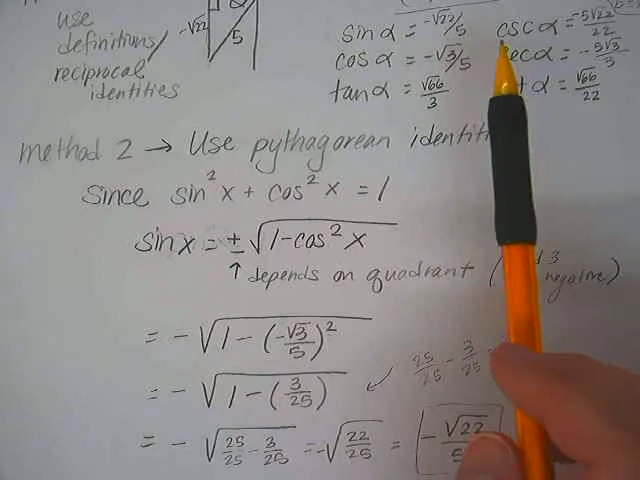 use
definitions/
reciprocal
identities
-√22
α
5
sin α = -√22/5
csc α = -5√22/22
cos α = -√3/5
sec α = -5√3/3
tan α = √66/3
α = √66/22
method 2 → Use pythagorean
Since sin²x + cos²x = 1
sin x = ± √(1-cos²x)
↑ depends on quadrant (
negative)
= - √(1 - (-√3/5)²)
25/25 - 3/25
= - √(1 - (3/25))
= - √(25/25 - 3/25) = -√(22/25) = -√22/5